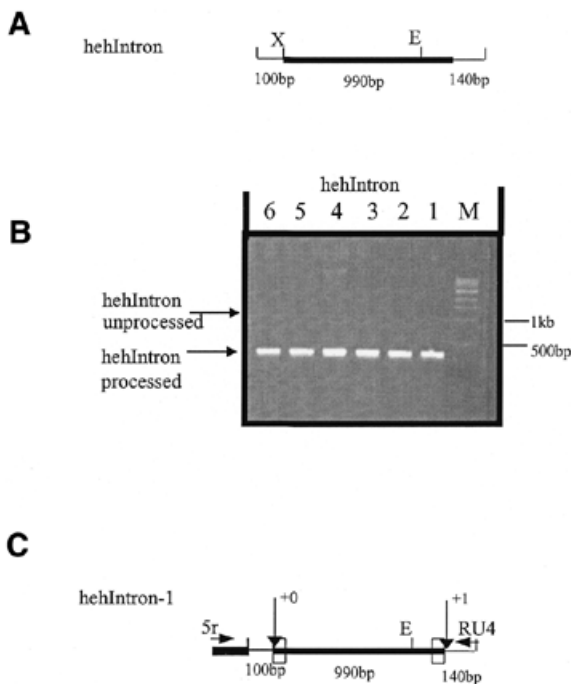 A
hehIntron
X
E
100bp
990bp
140bp
B
hehIntron
6 5 4 3 2 1 M
hehIntron
unprocessed
hehIntron
processed
1kb
500bp
C
hehIntron-1
+0
+1
5r
E
RU4
100bp
990bp
140bp